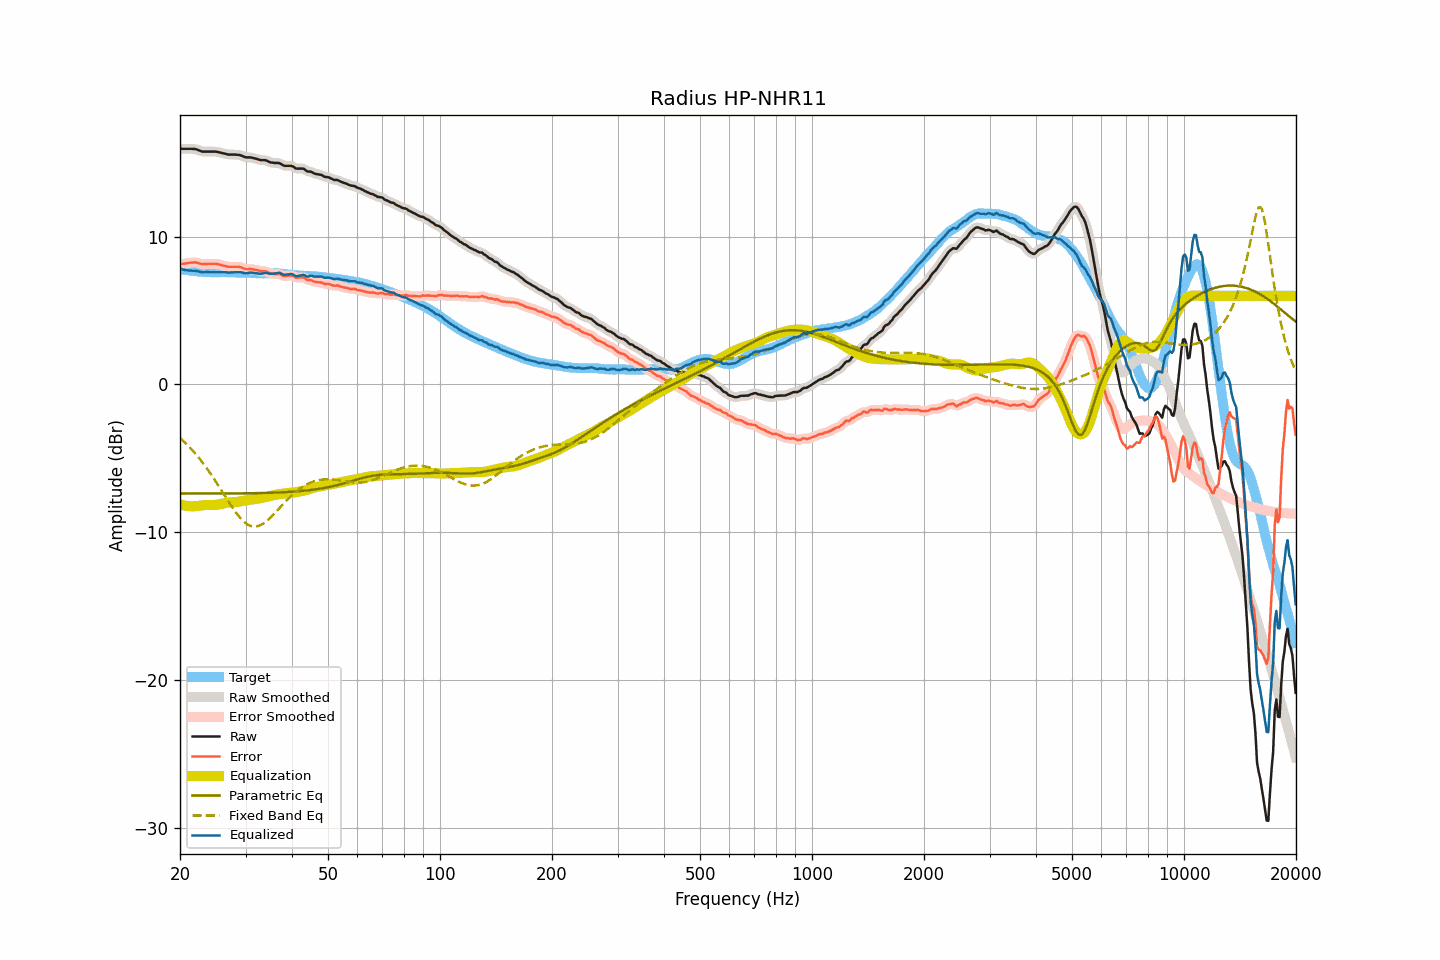 Radius HP-NHR11
Amplitude (dBr)
10
0
−10
−20
−30
Target
Raw Smoothed
Error Smoothed
Raw
Error
Equalization
Parametric Eq
Fixed Band Eq
Equalized
20 50 100 200 500 1000 2000 5000 10000 20000
Frequency (Hz)